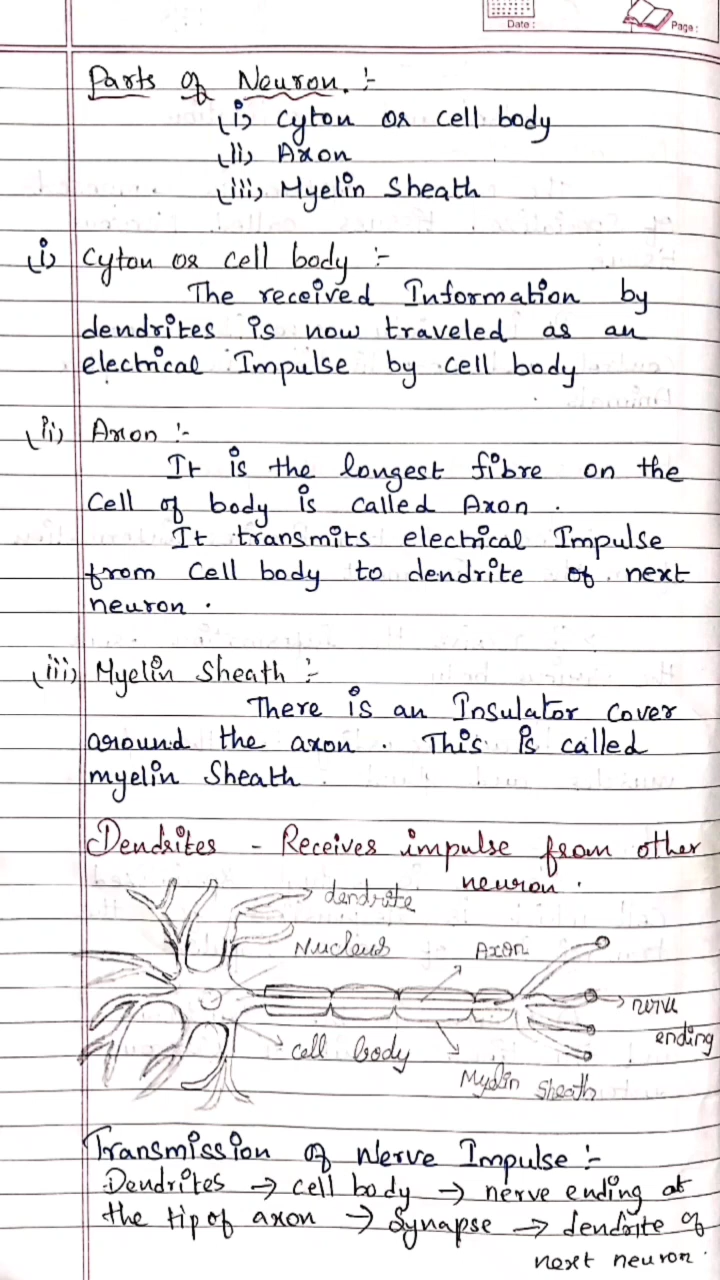 Date :
Page :
Parts of Neuron. :-
(i) Cyton or cell body
(ii) Axon
(iii) Myelin Sheath
(i) Cyton or cell body :-
The received Information by
dendrites is now traveled as an
electrical Impulse by cell body
(ii) Axon :-
It is the longest fibre on the
Cell of body is called Axon .
It transmits electrical Impulse
from Cell body to dendrite of next
neuron .
(iii) Myelin Sheath :-
There is an Insulator cover
around the axon . This is called
myelin Sheath
Dendrites - Receives impulse from other
neuron .
dendrite
Nucleus
Axon
nerve
ending
cell body
Myelin Sheath
Transmission of Nerve Impulse :-
Dendrites → cell body → nerve ending at
the tip of axon → Synapse → dendrite of
next neuron .